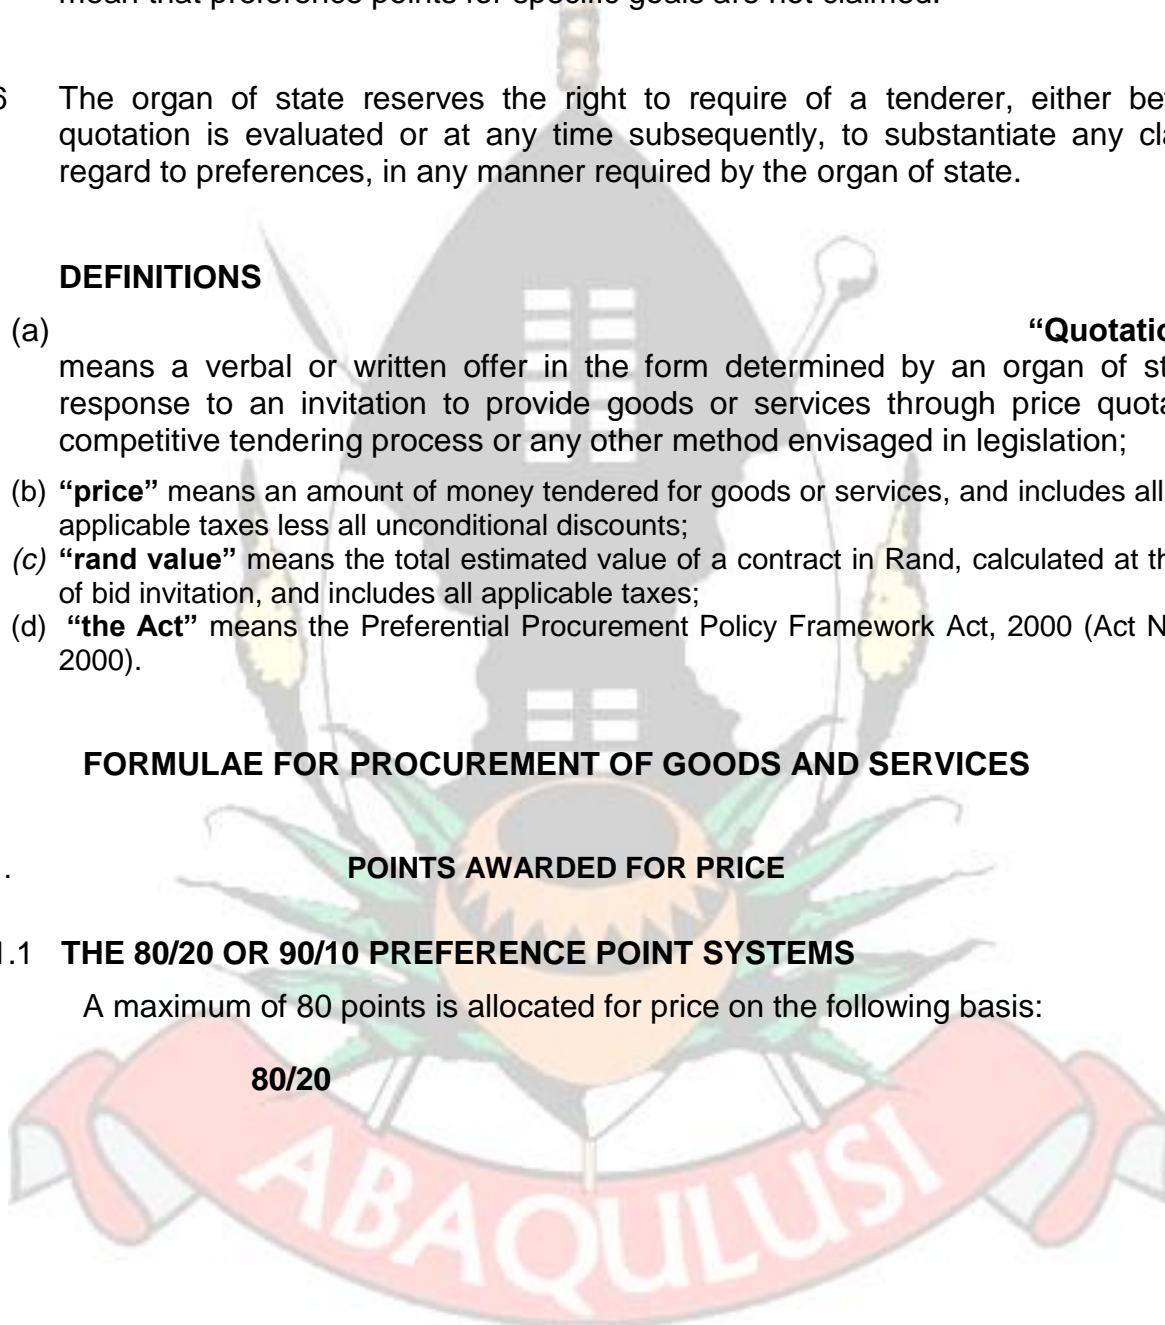 mean that preference points for specific goals are not claimed.
6 The organ of state reserves the right to require of a tenderer, either
quotation is evaluated or at any time subsequently, to substantiate any
regard to preferences, in any manner required by the organ of state.
DEFINITIONS
(a) “Quotatio
means a verbal or written offer in the form determined by an organ of
response to an invitation to provide goods or services through price
competitive tendering process or any other method envisaged in legislation;
(b) “price” means an amount of money tendered for goods or services, and includes all
applicable taxes less all unconditional discounts;
(c) “rand value” means the total estimated value of a contract in Rand, calculated at
of bid invitation, and includes all applicable taxes;
(d) “the Act” means the Preferential Procurement Policy Framework Act, 2000 (Act
2000).
FORMULAE FOR PROCUREMENT OF GOODS AND SERVICES
. POINTS AWARDED FOR PRICE
.1 THE 80/20 OR 90/10 PREFERENCE POINT SYSTEMS
A maximum of 80 points is allocated for price on the following basis:
80/20
ABAQULUSI